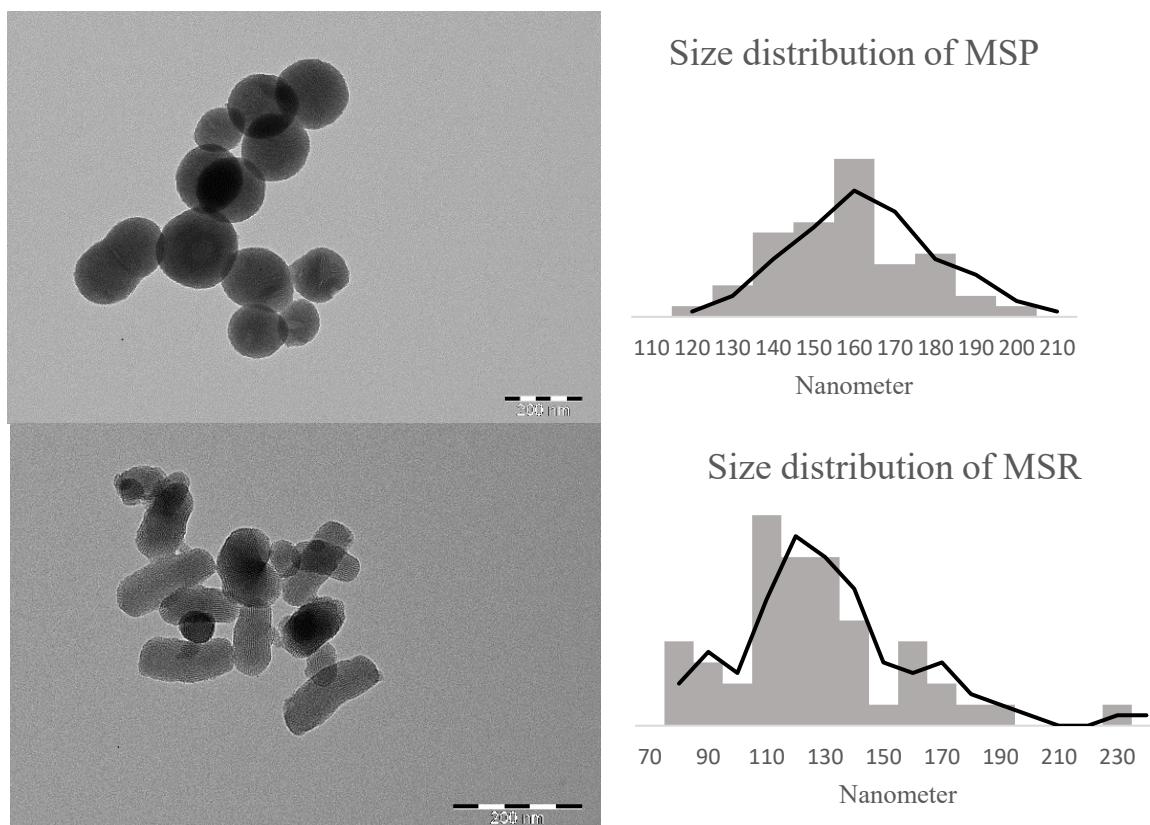 Size distribution of MSP
110 120 130 140 150 160 170 180 190 200 210
Nanometer
200 nm
Size distribution of MSR
70 90 110 130 150 170 190 210 230
Nanometer
200 nm